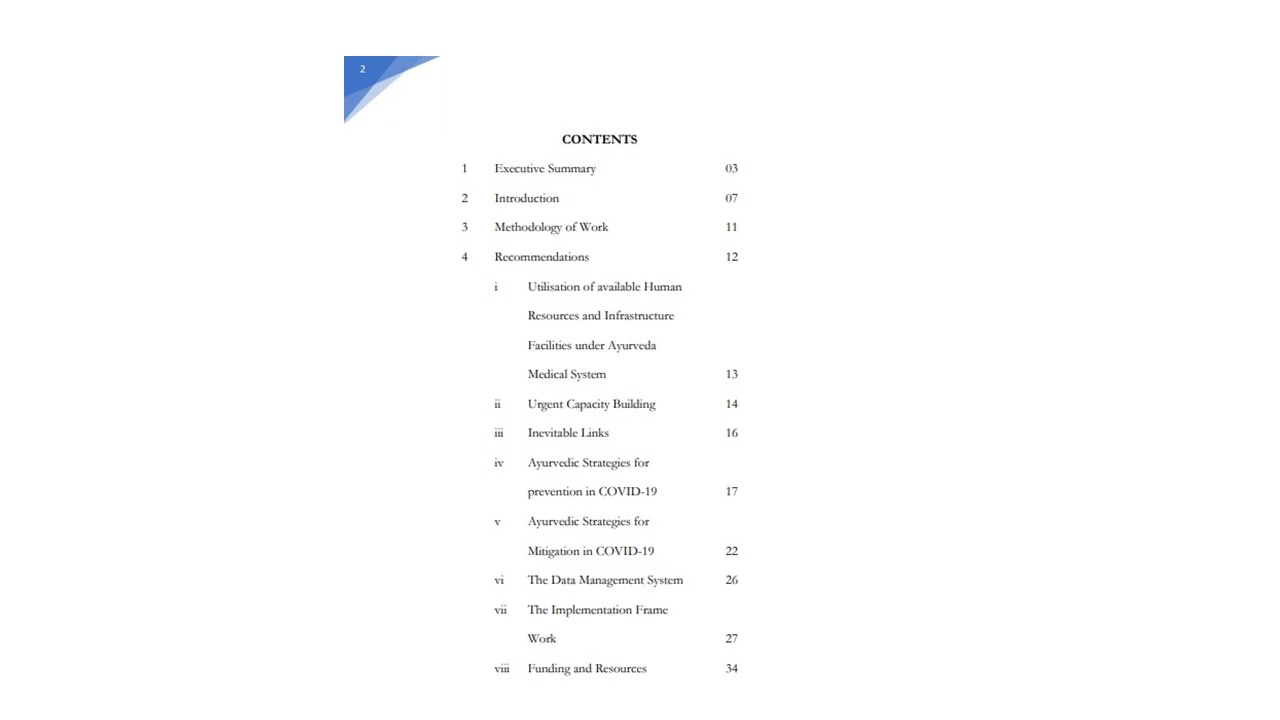 2
CONTENTS
1 Executive Summary 03
2 Introduction 07
3 Methodology of Work 11
4 Recommendations 12
i Utilisation of available Human
Resources and Infrastructure
Facilities under Ayurveda
Medical System 13
ii Urgent Capacity Building 14
iii Inevitable Links 16
iv Ayurvedic Strategies for
prevention in COVID-19 17
v Ayurvedic Strategies for
Mitigation in COVID-19 22
vi The Data Management System 26
vii The Implementation Frame
Work 27
viii Funding and Resources 34